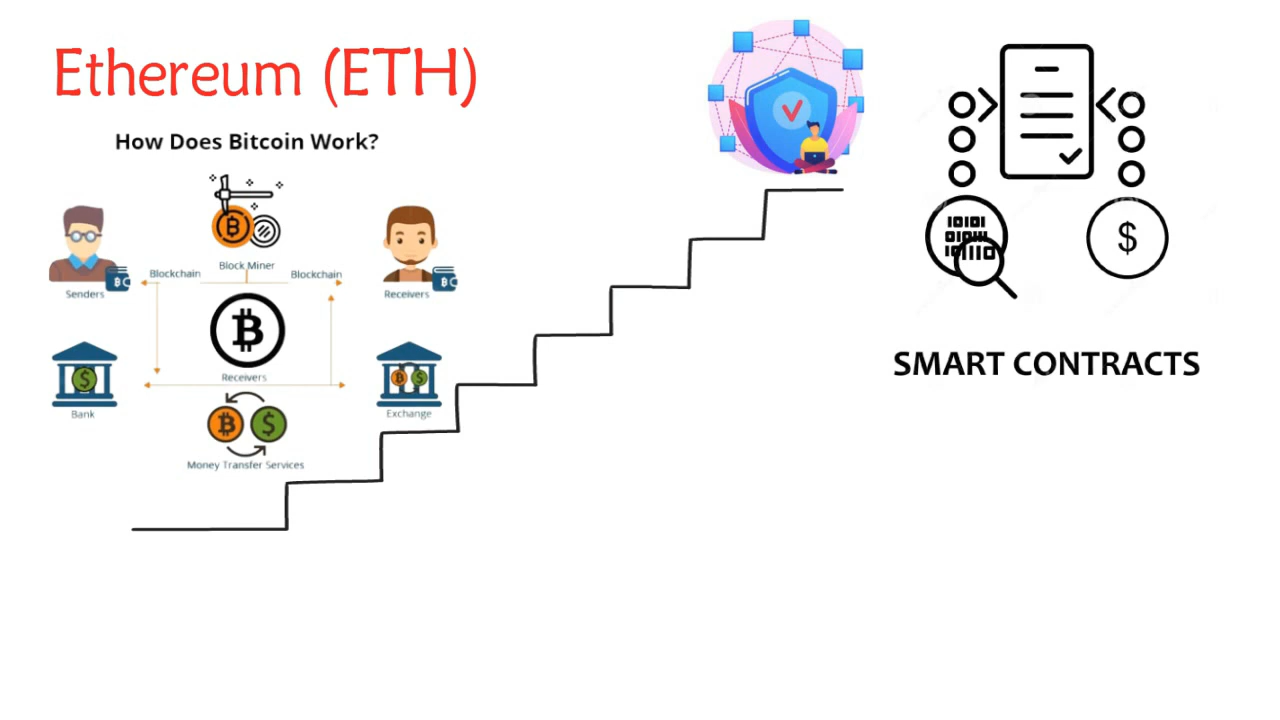 Ethereum (ETH)
How Does Bitcoin Work?
Block Miner
Blockchain
Blockchain
Senders
Receivers
Receivers
Bank
Exchange
Money Transfer Services
$
SMART CONTRACTS